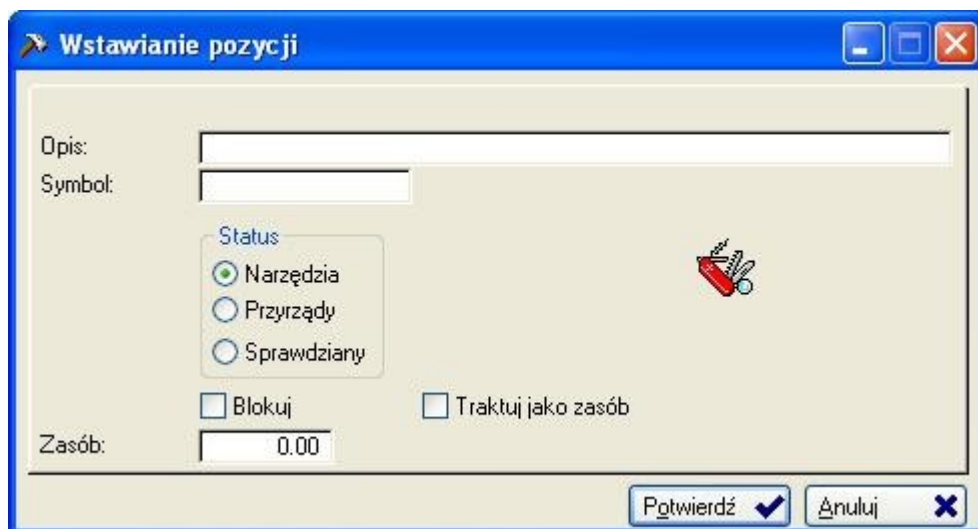 Wstawianie pozycji
Opis:
Symbol:
Status
Narzędzia
Przyrządy
Sprawdziany
Blokuj Traktuj jako zasób
Zasób: 0.00
Potwierdź Anuluj